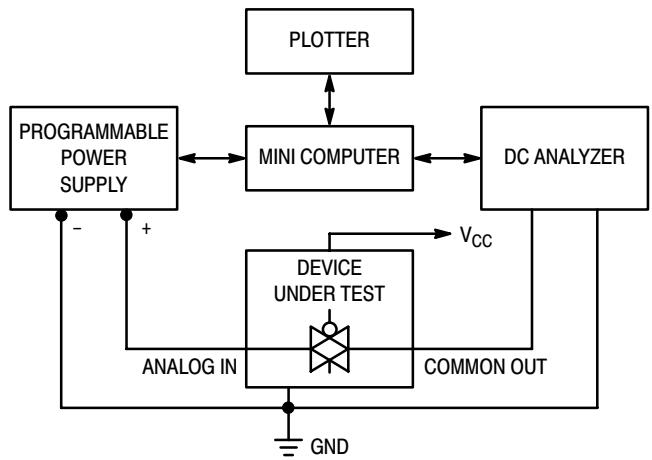 PLOTTER
PROGRAMMABLE
POWER
SUPPLY
MINI COMPUTER
DC ANALYZER
− +
VCC
DEVICE
UNDER TEST
ANALOG IN
COMMON OUT
GND